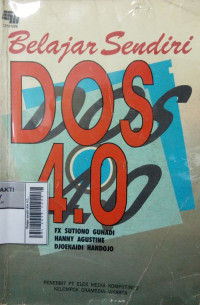 Belajar Sendiri
DOS
4.0
FX SUTIONO GUNADI
HANNY AGUSTINE
DJOENAIDI HANDOJO
PENERBIT PT ELEX MEDIA KOMPUTINDO
KELOMPOK GRAMEDIA-JAKARTA